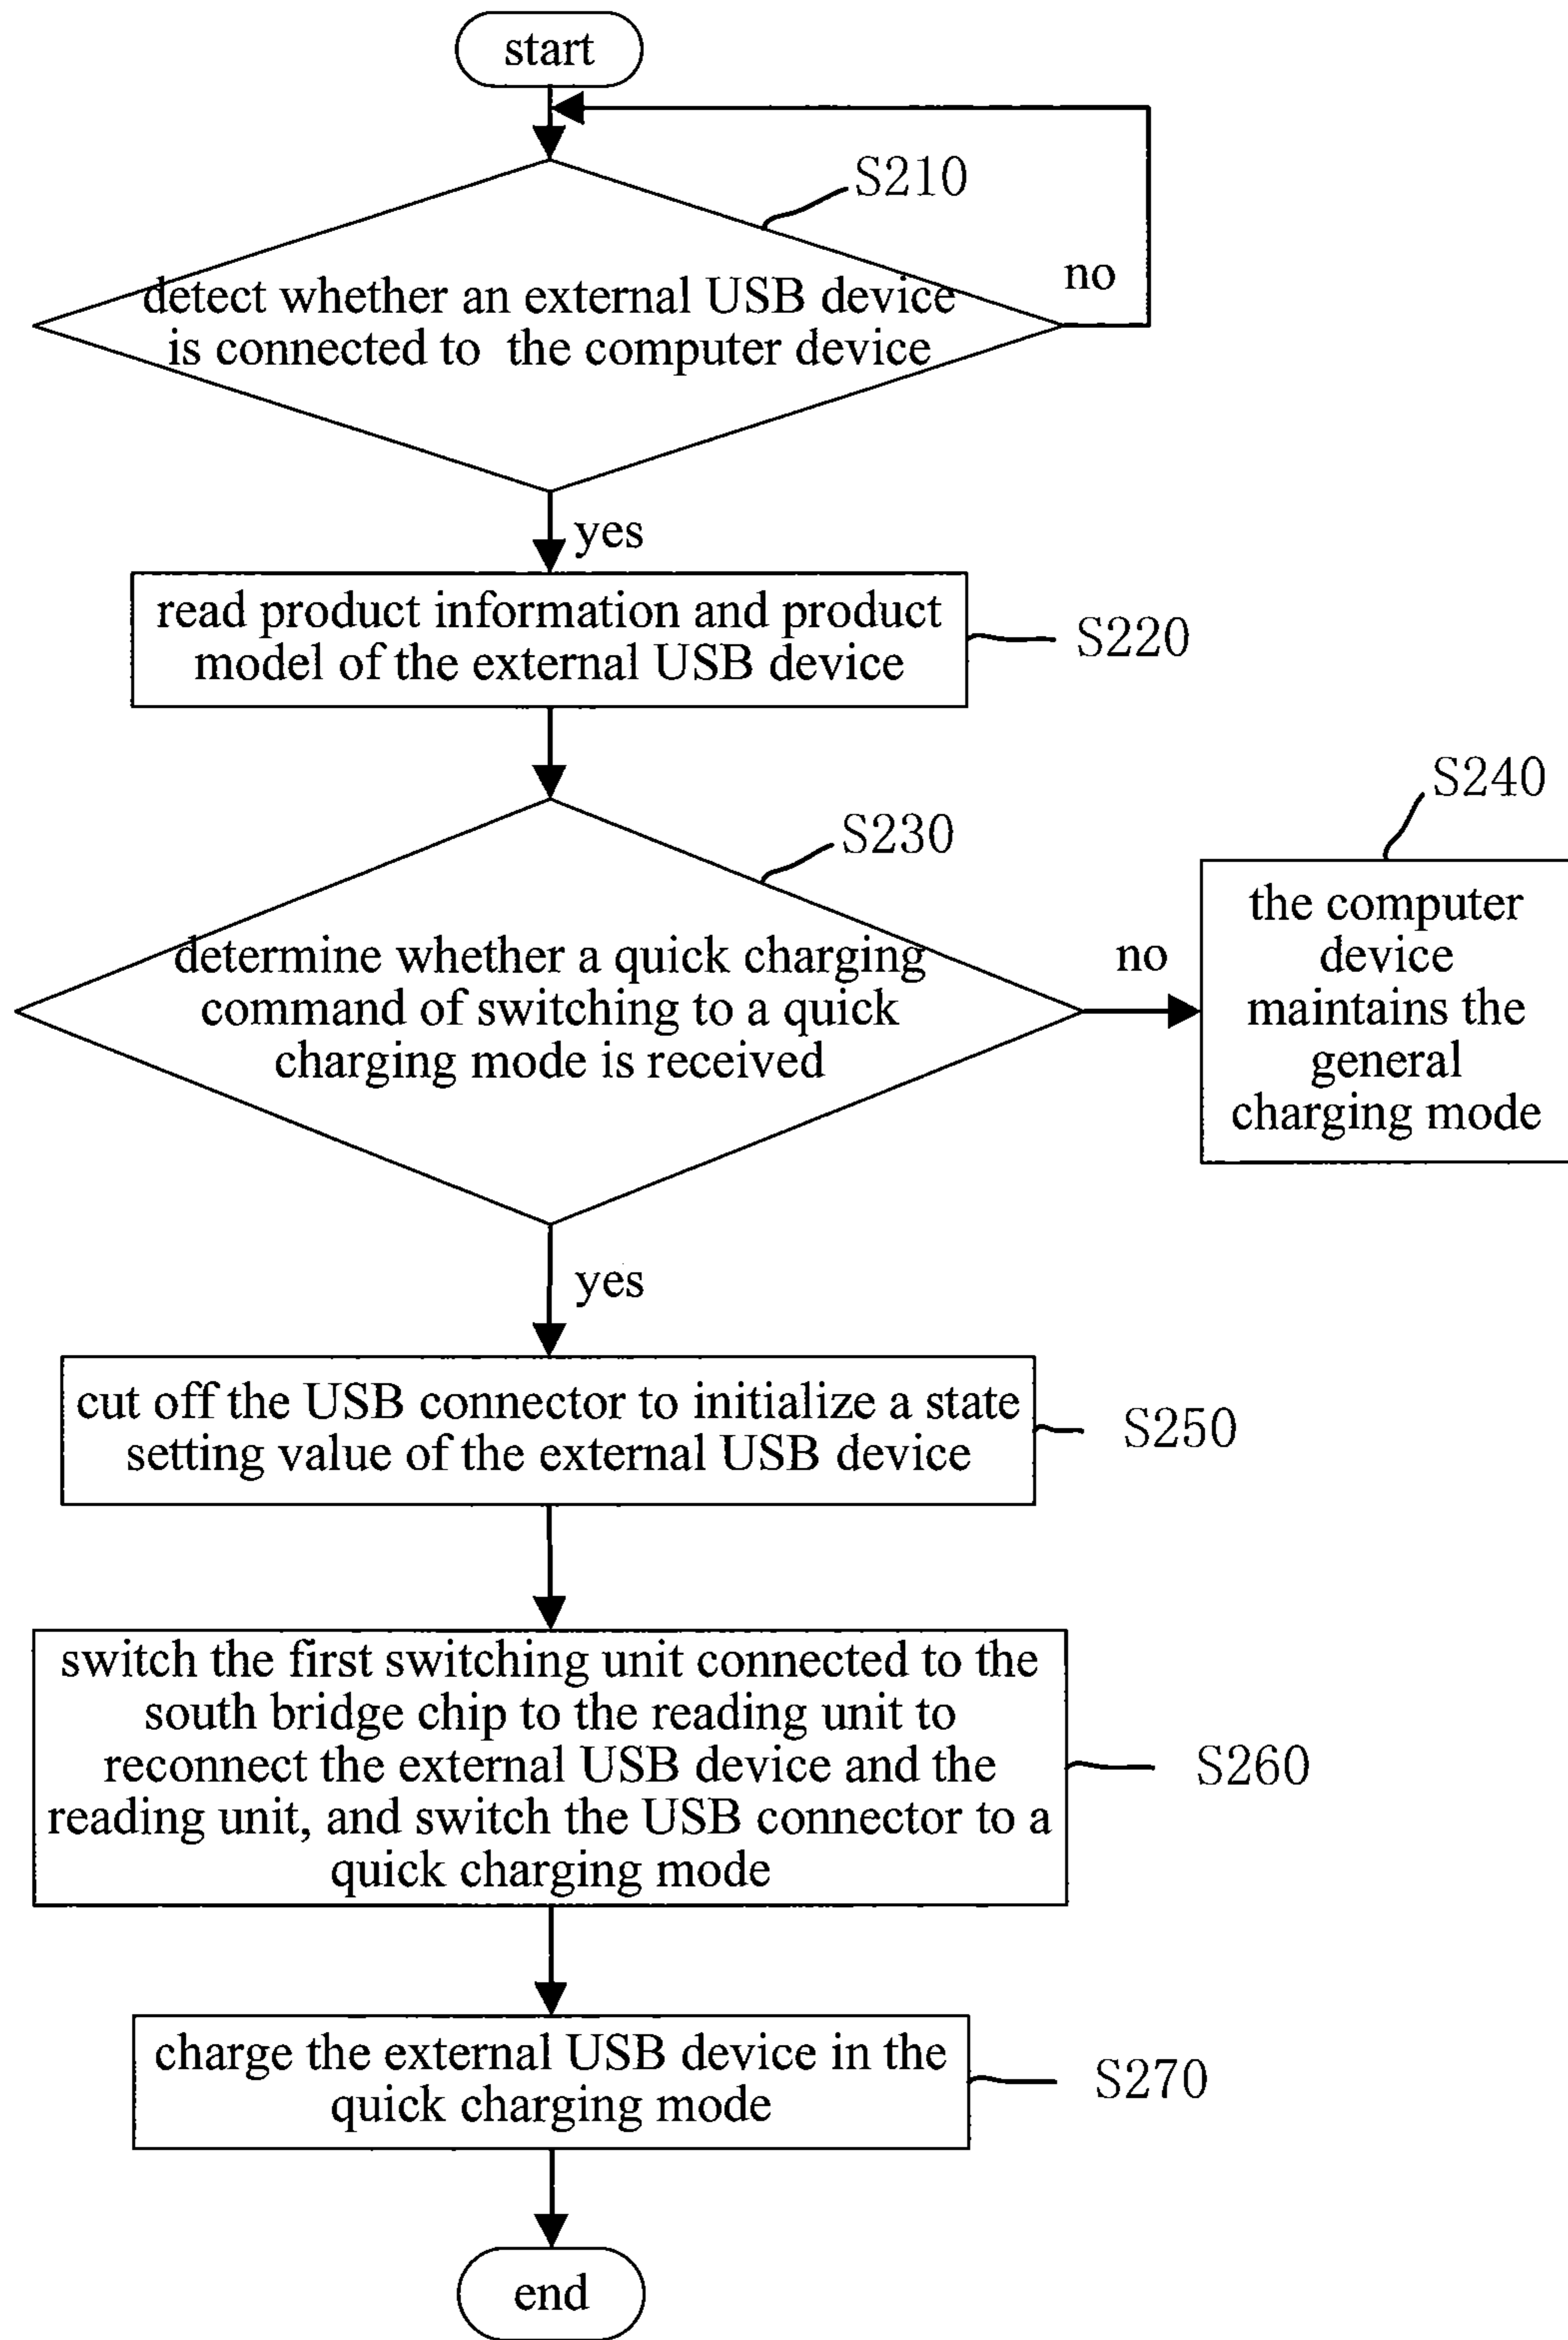 start
S210
detect whether an external USB device
is connected to the computer device
no
yes
read product information and product
model of the external USB device
S220
S230
determine whether a quick charging
command of switching to a quick
charging mode is received
no
S240
the computer
device
maintains the
general
charging mode
yes
cut off the USB connector to initialize a state
setting value of the external USB device
S250
switch the first switching unit connected to the
south bridge chip to the reading unit to
reconnect the external USB device and the
reading unit, and switch the USB connector to a
quick charging mode
S260
charge the external USB device in the
quick charging mode
S270
end